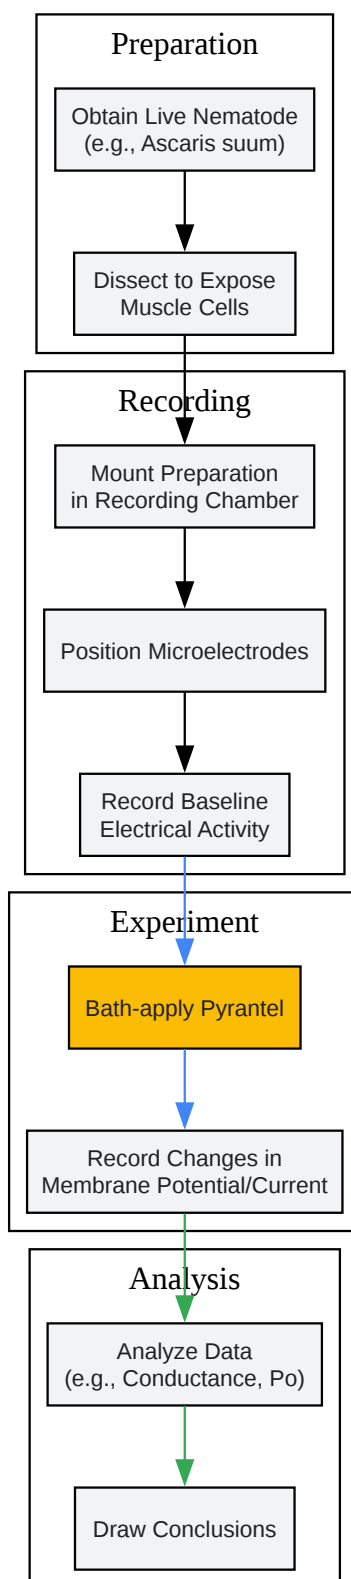 Preparation
Obtain Live Nematode
(e.g., Ascaris suum)
Dissect to Expose
Muscle Cells
Recording
Mount Preparation
in Recording Chamber
Position Microelectrodes
Record Baseline
Electrical Activity
Experiment
Bath-apply Pyrantel
Record Changes in
Membrane Potential/Current
Analysis
Analyze Data
(e.g., Conductance, Po)
Draw Conclusions